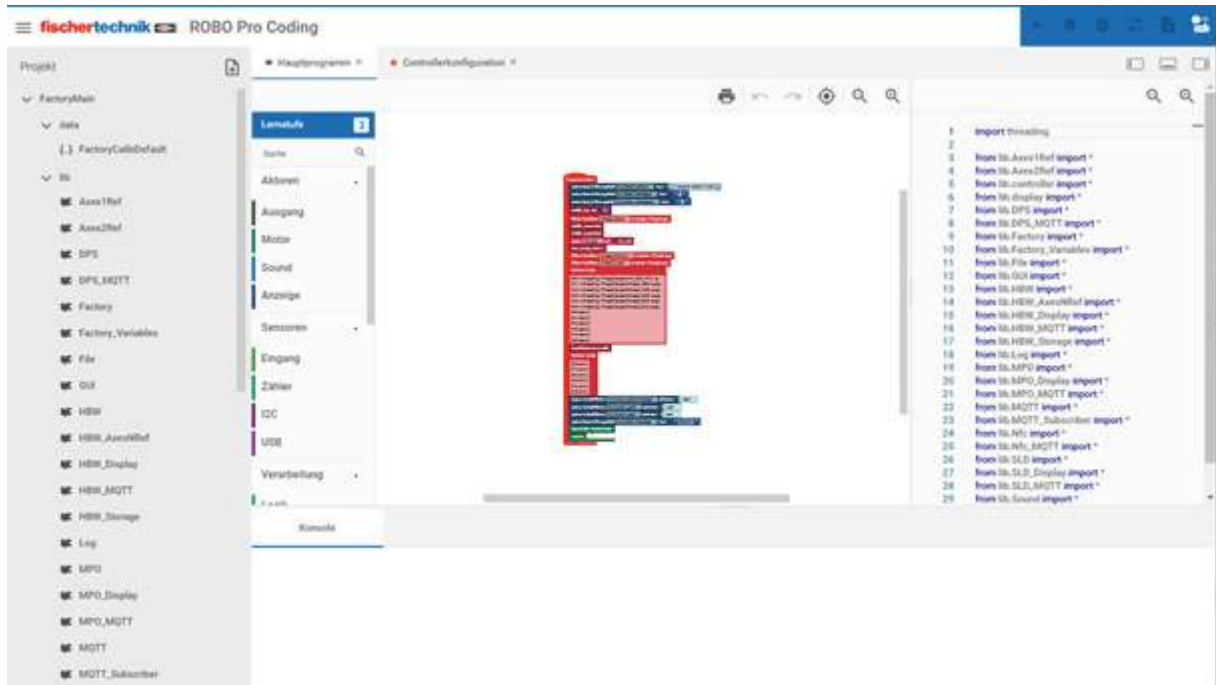 fischertechnik ROBO Pro Coding
Projekt
Hauptprogramm ×
Controllerkonfiguration ×
FactoryMain
data
{..} FactoryCalibDefault
lib
Axes1Ref
Axes2Ref
DPS
DPS_MQTT
Factory
Factory_Variables
File
GUI
HBW
HBW_AxesNRef
HBW_Display
HBW_MQTT
HBW_Storage
Log
MPO
MPO_Display
MPO_MQTT
MQTT
MQTT_Subscriber
Lernstufe 3
Suche
Aktoren
Ausgang
Motor
Sound
Anzeige
Sensoren
Eingang
Zähler
I2C
USB
Verarbeitung
Logik
Konsole
1 import threading
2
3 from lib.Axes1Ref import *
4 from lib.Axes2Ref import *
5 from lib.controller import *
6 from lib.display import *
7 from lib.DPS import *
8 from lib.DPS_MQTT import *
9 from lib.Factory import *
10 from lib.Factory_Variables import *
11 from lib.File import *
12 from lib.GUI import *
13 from lib.HBW import *
14 from lib.HBW_AxesNRef import *
15 from lib.HBW_Display import *
16 from lib.HBW_MQTT import *
17 from lib.HBW_Storage import *
18 from lib.Log import *
19 from lib.MPO import *
20 from lib.MPO_Display import *
21 from lib.MPO_MQTT import *
22 from lib.MQTT import *
23 from lib.MQTT_Subscriber import *
24 from lib.Nfc import *
25 from lib.Nfc_MQTT import *
26 from lib.SLD import *
27 from lib.SLD_Display import *
28 from lib.SLD_MQTT import *
29 from lib.Sound import *